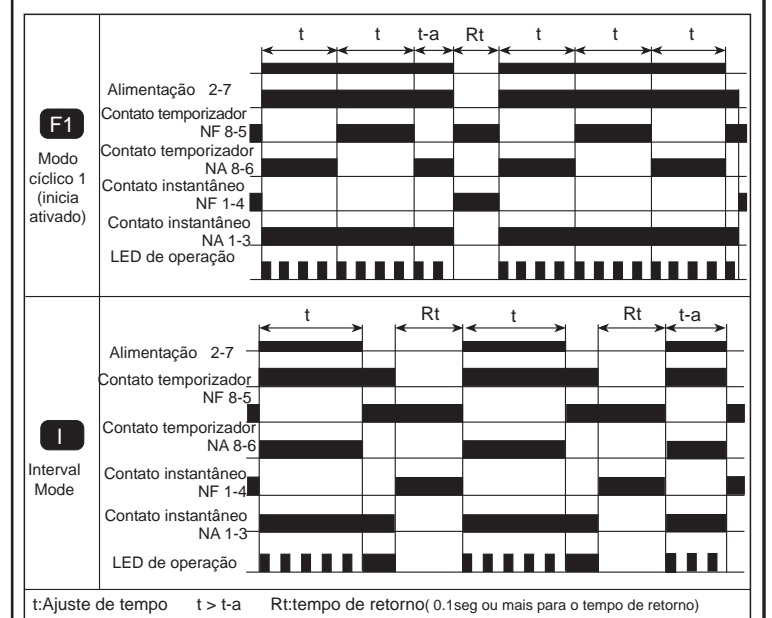 t t t-a Rt t t t
Alimentação 2-7
Contato temporizador
NF 8-5
Contato temporizador
NA 8-6
Contato instantâneo
NF 1-4
Contato instantâneo
NA 1-3
LED de operação
F1
Modo
cíclico 1
(inicia
ativado)
t Rt t Rt t-a
Alimentação 2-7
Contato temporizador
NF 8-5
Contato temporizador
NA 8-6
Contato instantâneo
NF 1-4
Contato instantâneo
NA 1-3
LED de operação
I
Interval
Mode
t:Ajuste de tempo t > t-a Rt:tempo de retorno( 0.1seg ou mais para o tempo de retorno)